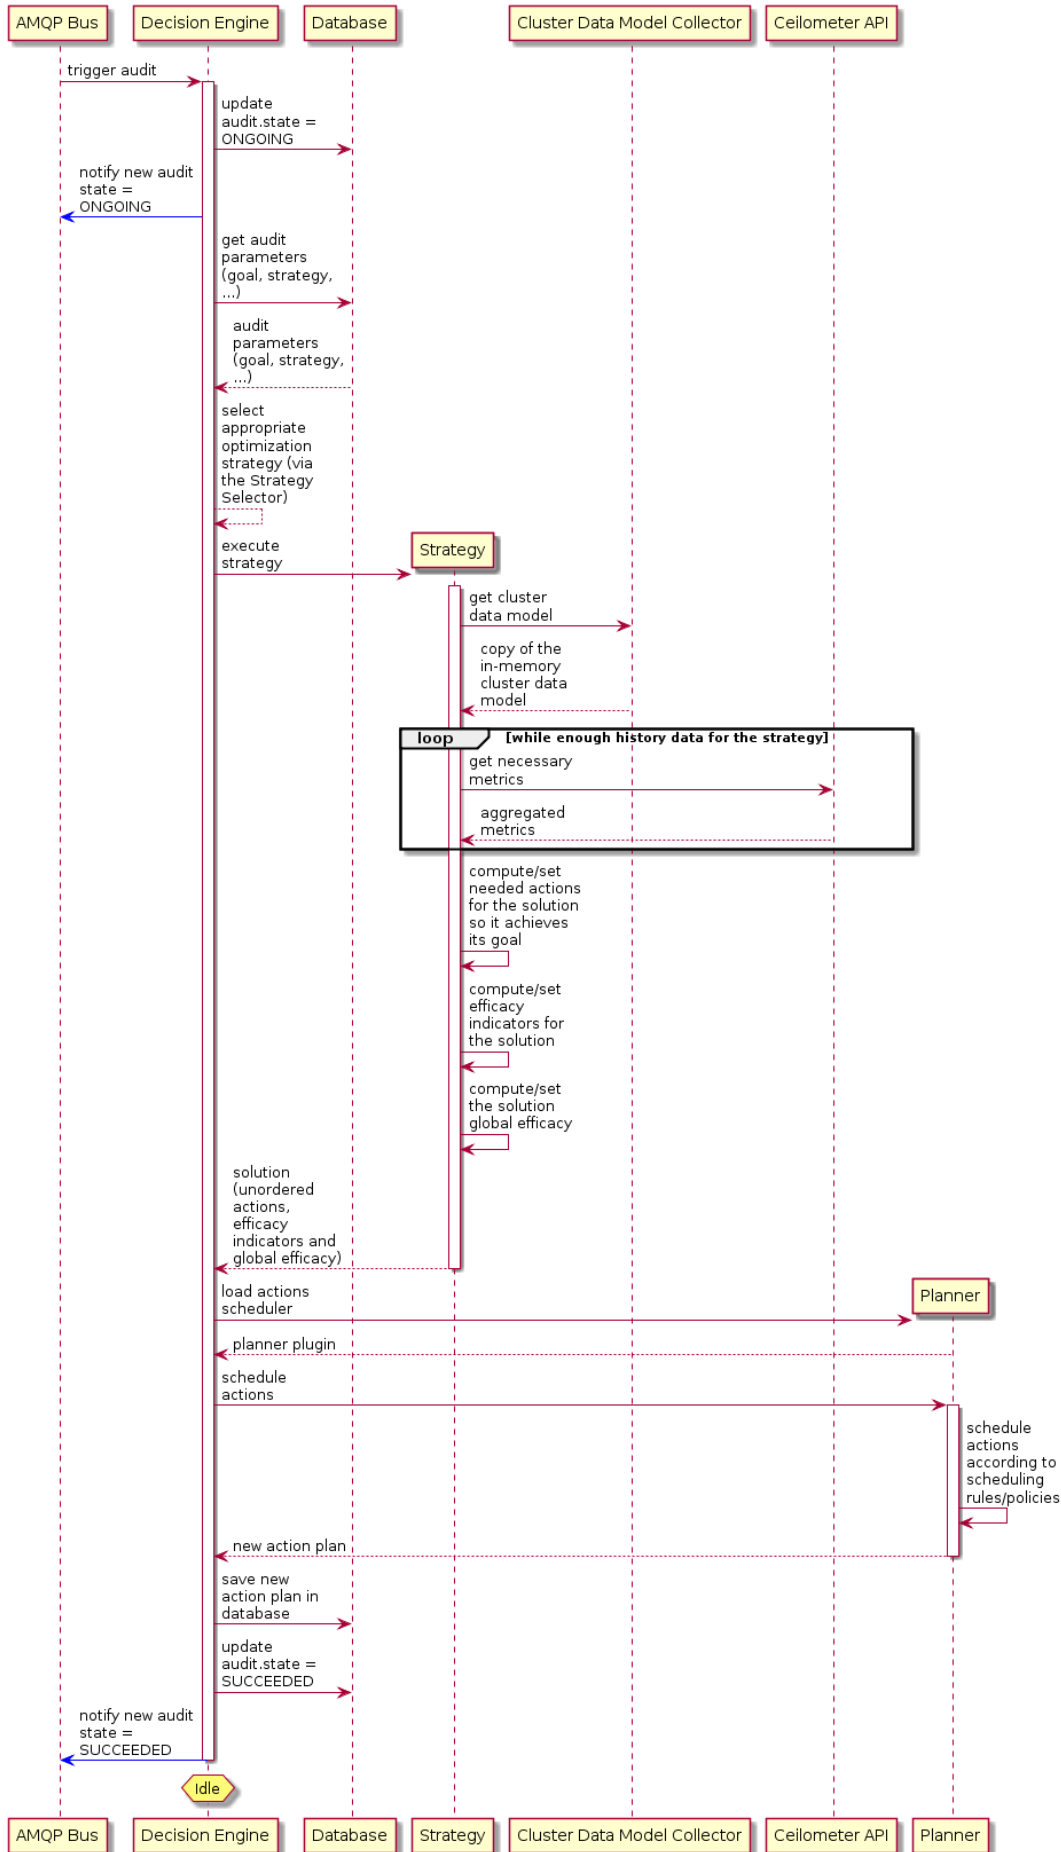 AMQP Bus
Decision Engine
Database
Cluster Data Model Collector
Ceilometer API
trigger audit
update
audit.state =
ONGOING
notify new audit
state =
ONGOING
get audit
parameters
(goal, strategy,
...)
audit
parameters
(goal, strategy,
...)
select
appropriate
optimization
strategy (via
the Strategy
Selector)
execute
strategy
Strategy
get cluster
data model
copy of the
in-memory
cluster data
model
loop
[while enough history data for the strategy]
get necessary
metrics
aggregated
metrics
compute/set
needed actions
for the solution
so it achieves
its goal
compute/set
efficacy
indicators for
the solution
compute/set
the solution
global efficacy
solution
(unordered
actions,
efficacy
indicators and
global efficacy)
load actions
scheduler
Planner
planner plugin
schedule
actions
schedule
actions
according to
scheduling
rules/policies
new action plan
save new
action plan in
database
update
audit.state =
SUCCEEDED
notify new audit
state =
SUCCEEDED
Idle
AMQP Bus
Decision Engine
Database
Strategy
Cluster Data Model Collector
Ceilometer API
Planner